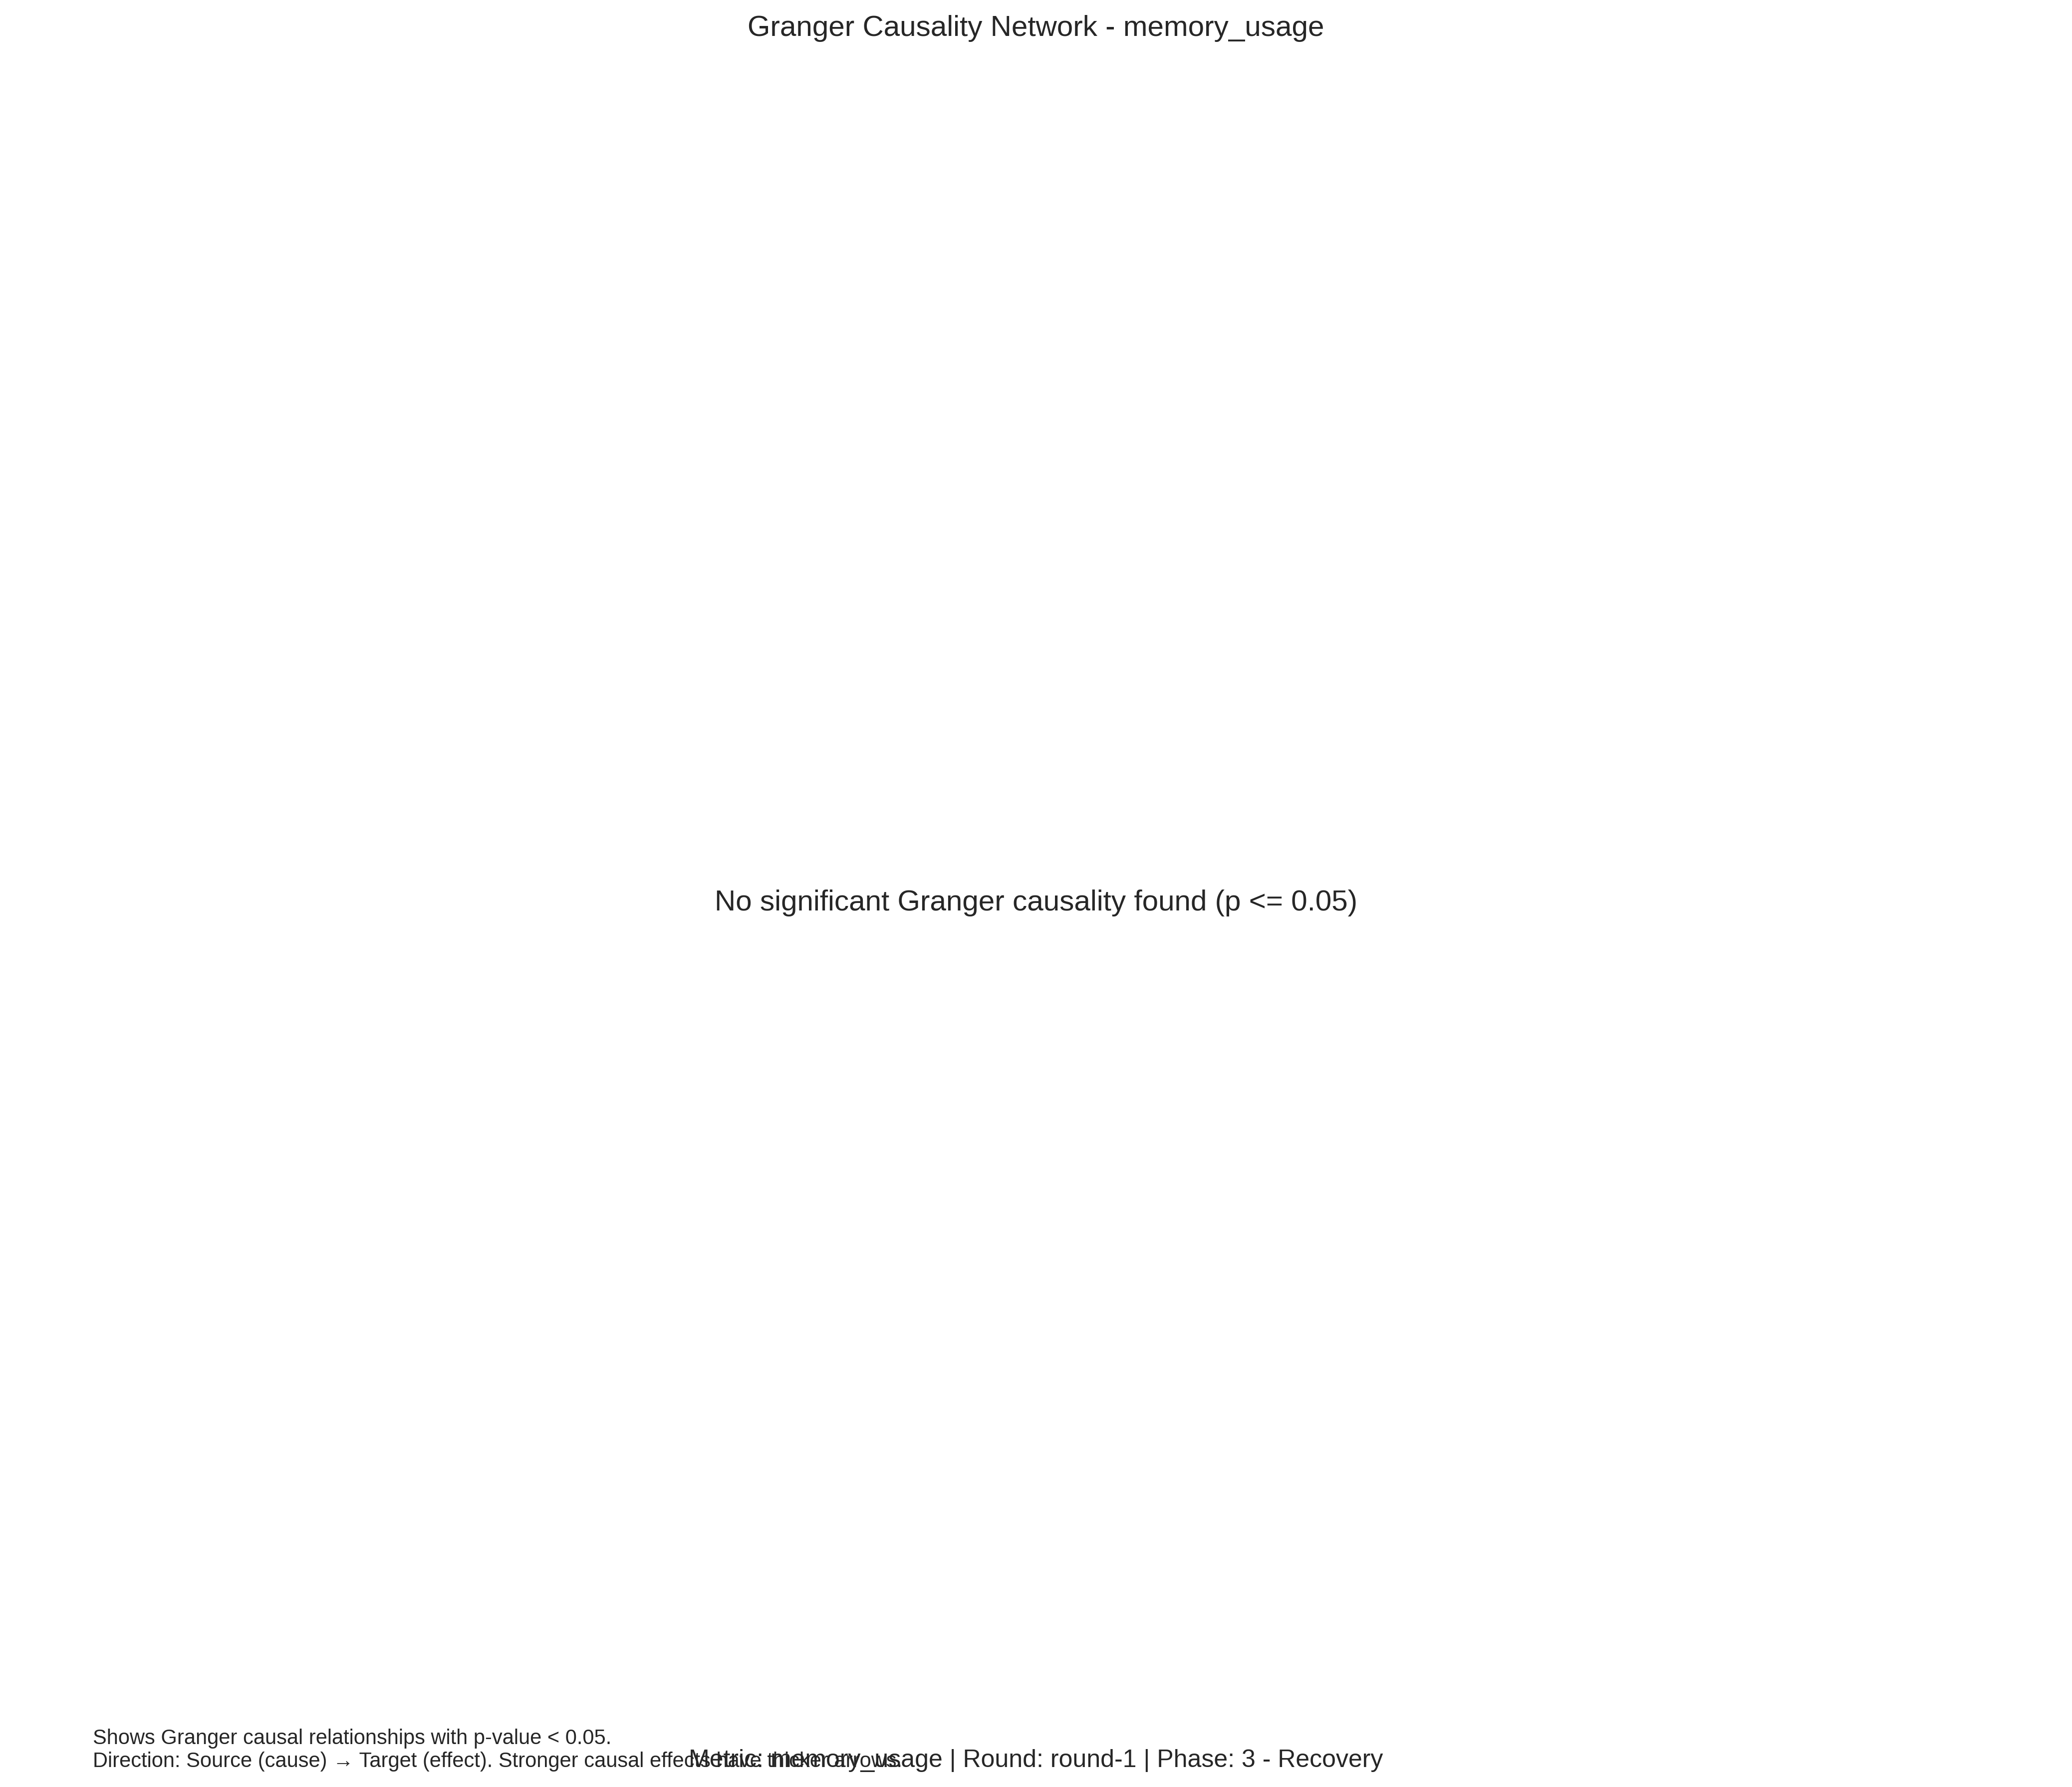 Granger Causality Network - memory_usage
No significant Granger causality found (p <= 0.05)
Shows Granger causal relationships with p-value < 0.05.
Direction: Source (cause) → Target (effect). Stronger causal effects have thicker arrows.
Metric: memory_usage | Round: round-1 | Phase: 3 - Recovery